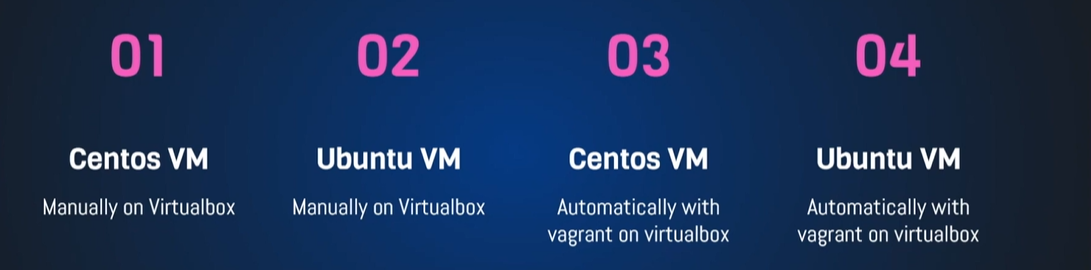 01
Centos VM
Manually on Virtualbox
02
Ubuntu VM
Manually on Virtualbox
03
Centos VM
Automatically with
vagrant on virtualbox
04
Ubuntu VM
Automatically with
vagrant on virtualbox